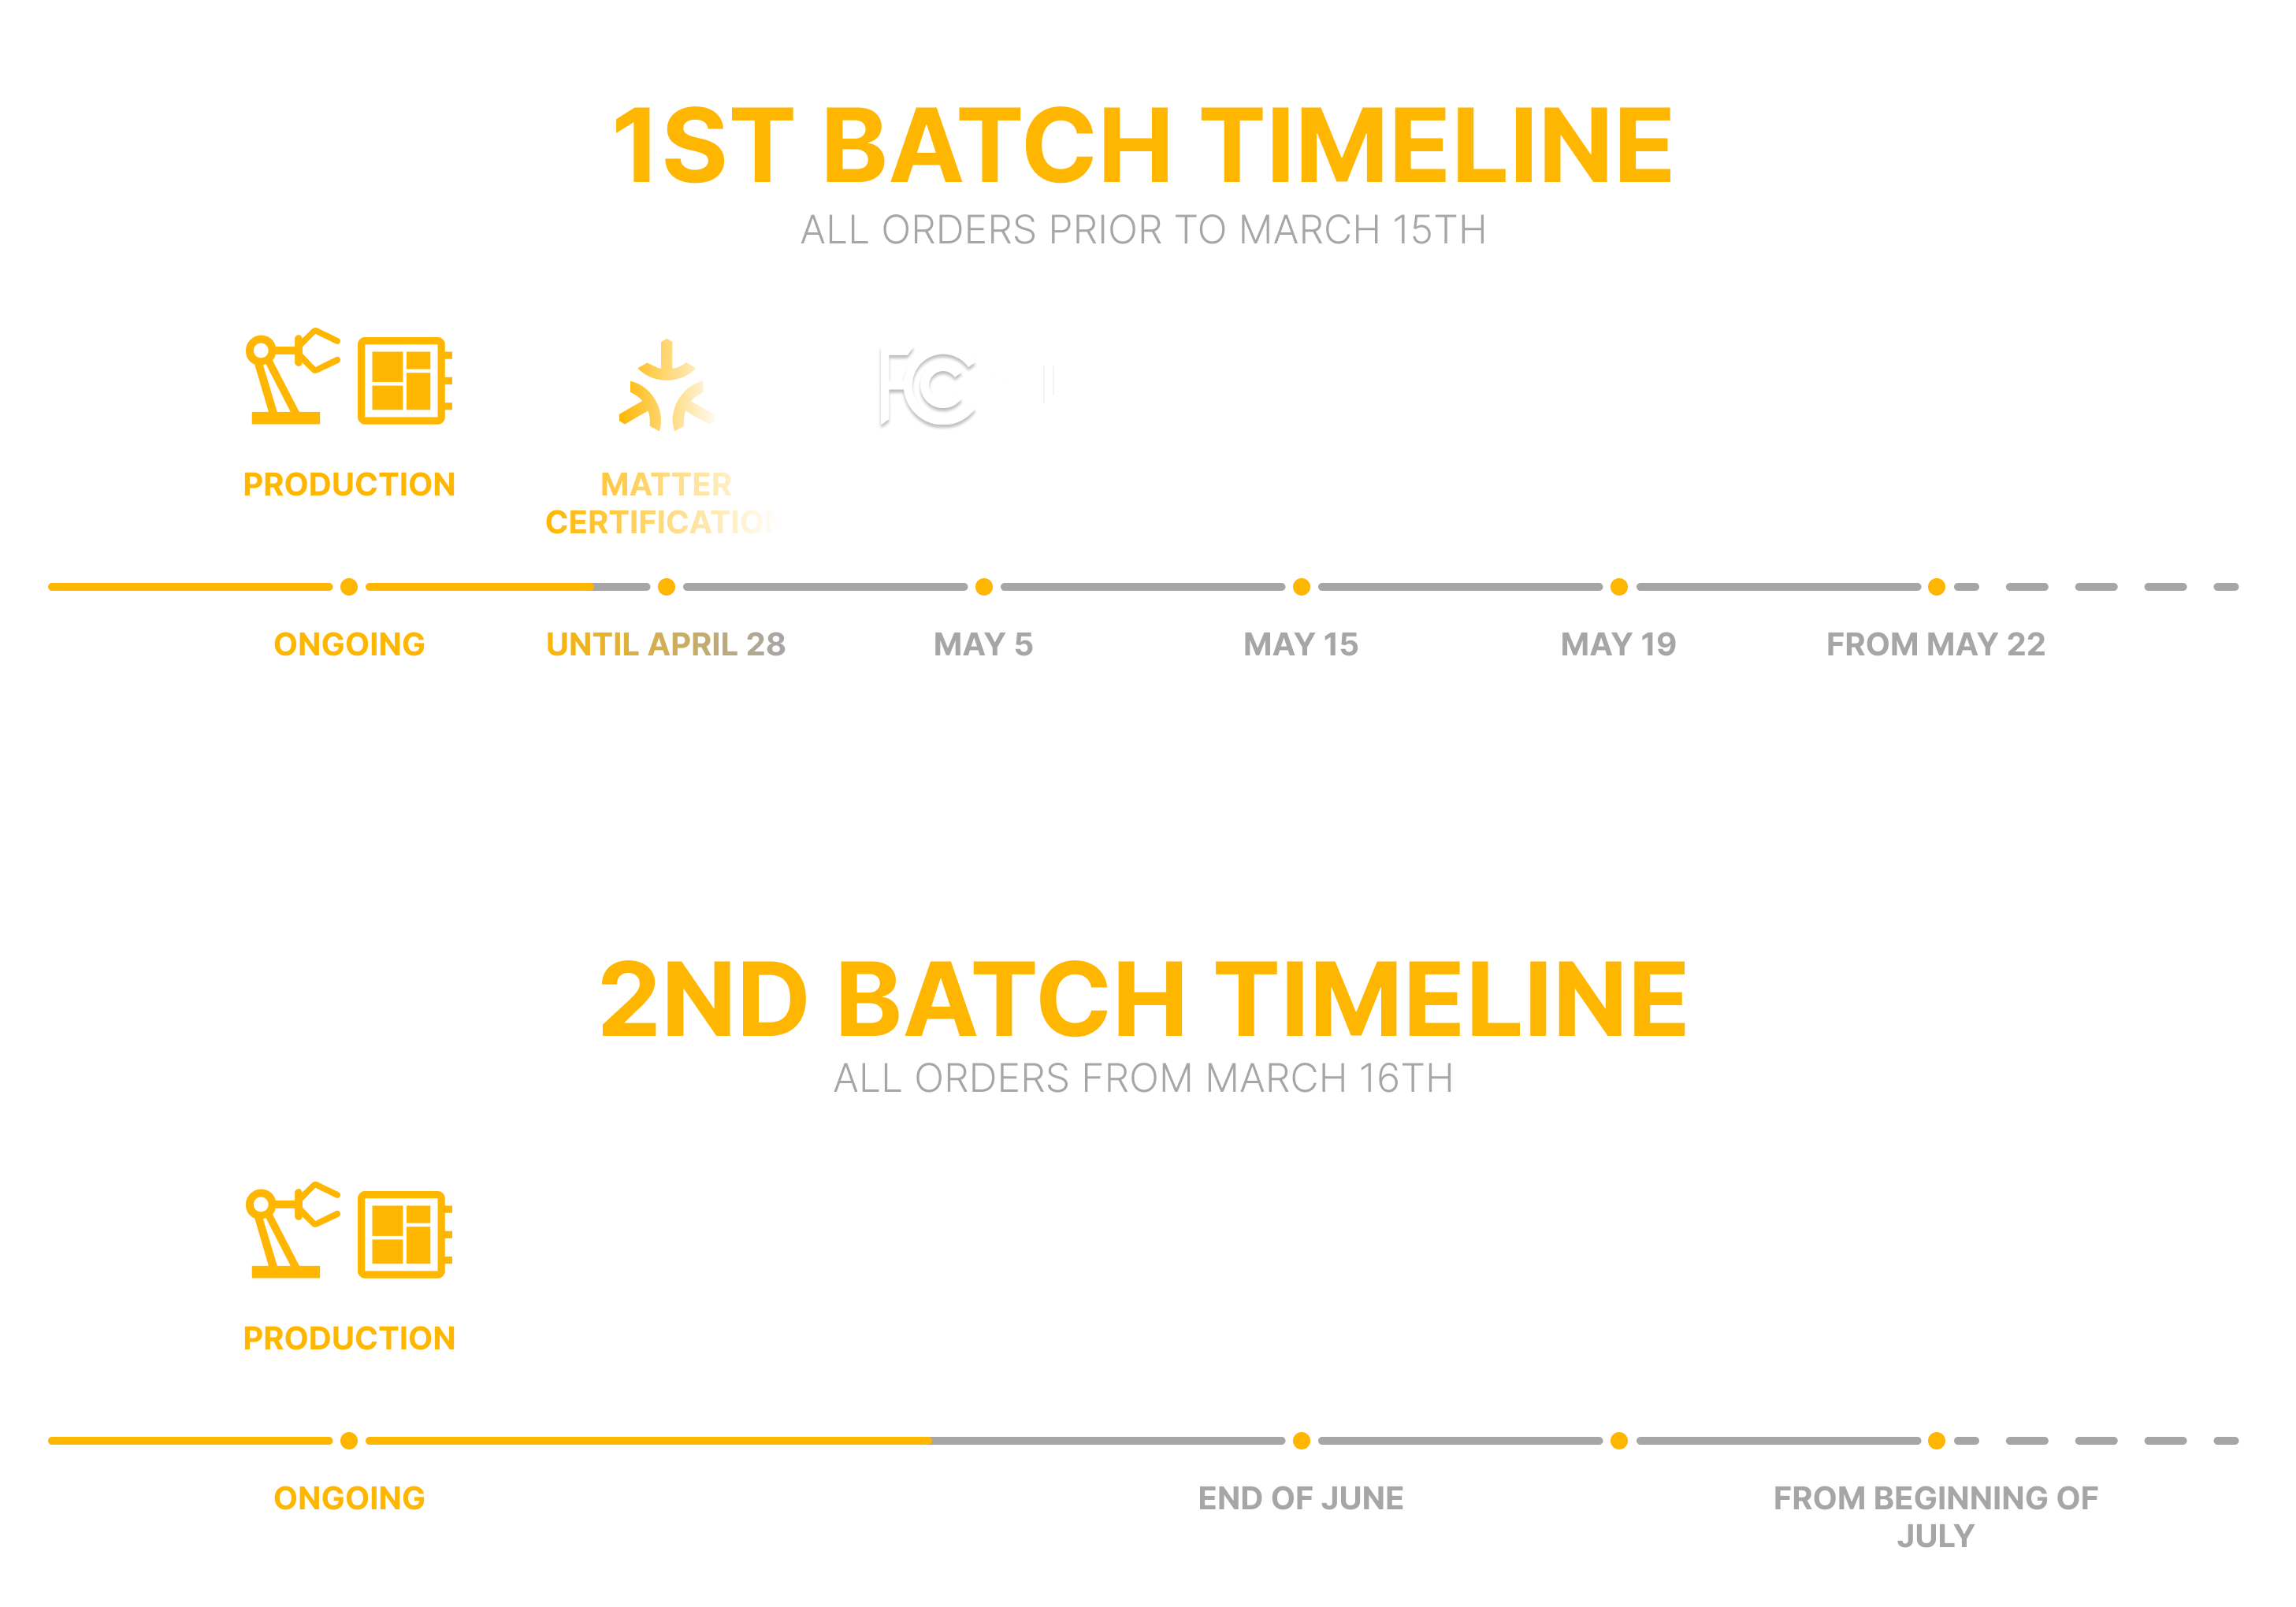 1ST BATCH TIMELINE
ALL ORDERS PRIOR TO MARCH 15TH
FC
PRODUCTION
MATTER
CERTIFICATION
ONGOING
UNTIL APRIL 28
MAY 5
MAY 15
MAY 19
FROM MAY 22
2ND BATCH TIMELINE
ALL ORDERS FROM MARCH 16TH
PRODUCTION
ONGOING
END OF JUNE
FROM BEGINNING OF
JULY